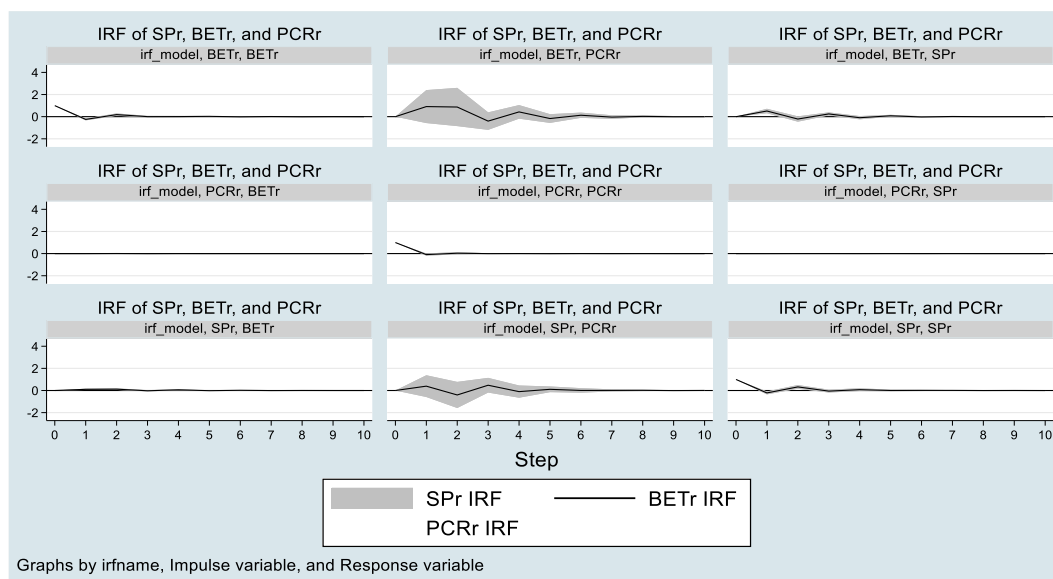 IRF of SPr, BETr, and PCRr IRF of SPr, BETr, and PCRr IRF of SPr, BETr, and PCRr
irf_model, BETr, BETr irf_model, BETr, PCRr irf_model, BETr, SPr
4
2
0
-2
IRF of SPr, BETr, and PCRr IRF of SPr, BETr, and PCRr IRF of SPr, BETr, and PCRr
irf_model, PCRr, BETr irf_model, PCRr, PCRr irf_model, PCRr, SPr
4
2
0
-2
IRF of SPr, BETr, and PCRr IRF of SPr, BETr, and PCRr IRF of SPr, BETr, and PCRr
irf_model, SPr, BETr irf_model, SPr, PCRr irf_model, SPr, SPr
4
2
0
-2
0 1 2 3 4 5 6 7 8 9 10 0 1 2 3 4 5 6 7 8 9 10 0 1 2 3 4 5 6 7 8 9 10
Step
SPr IRF BETr IRF
PCRr IRF
Graphs by irfname, Impulse variable, and Response variable